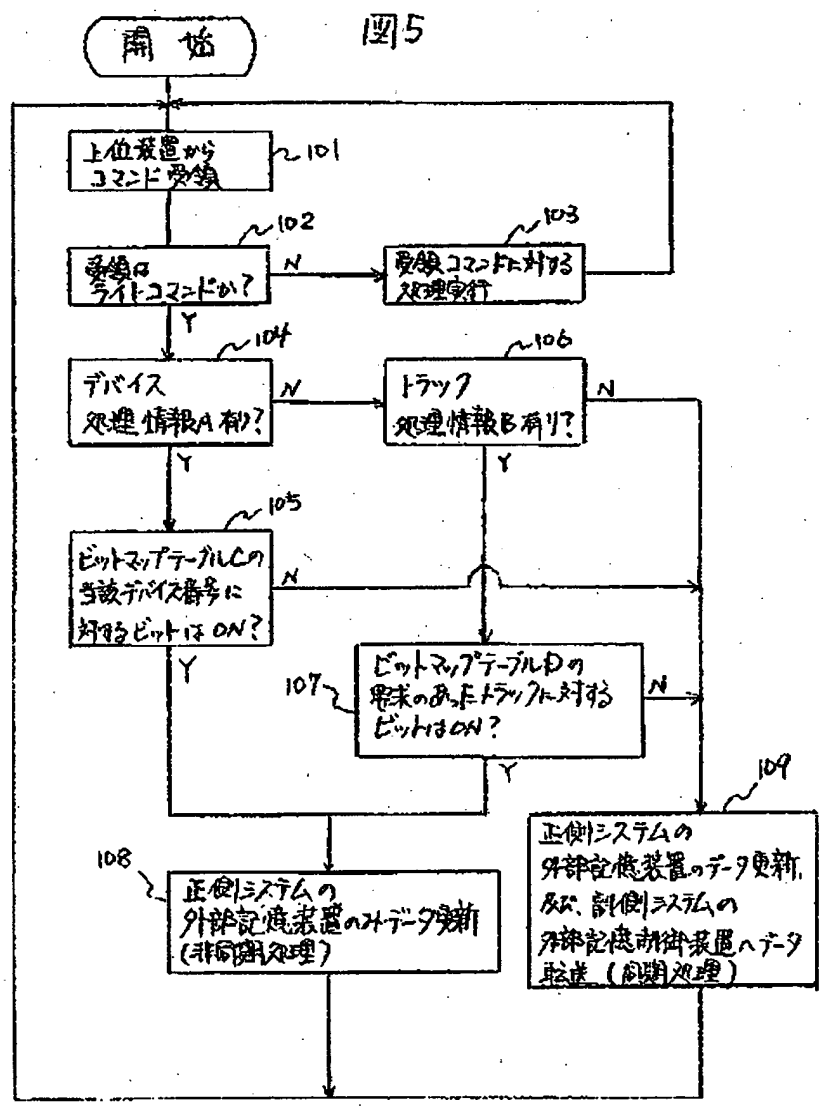 図5
開始
上位装置から
コマンド受領
101
102
受領は
ライトコマンドか?
N
Y
103
受領コマンドに対する
処理実行
104
デバイス
処理情報A有り?
N
Y
106
トラック
処理情報B有り?
N
Y
105
ビットマップテーブルCの
当該デバイス番号に
対するビットはON?
N
Y
107
ビットマップテーブルDの
要求のあったトラックに対する
ビットはON?
N
Y
108
正側システムの
外部記憶装置のみデータ更新
(非同期処理)
109
正側システムの
外部記憶装置のデータ更新、
及び、副側システムの
外部記憶制御装置へデータ
転送(同期処理)